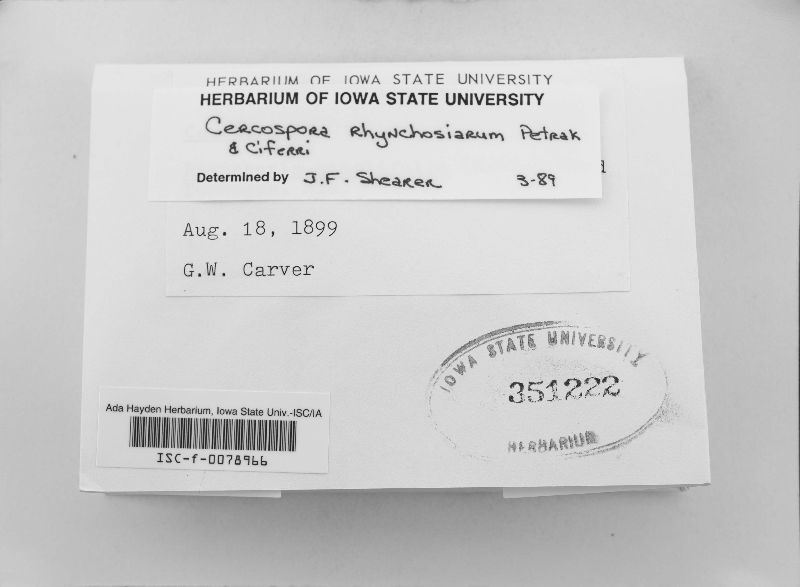 HERBARIUM OF IOWA STATE UNIVERSITY
HERBARIUM OF IOWA STATE UNIVERSITY
Cercospora Rhynchosiarum Petrak
& Ciferri
d
Determined by J.F. Shearer 3-89
Aug. 18, 1899
G.W. Carver
IOWA STATE UNIVERSITY
351222
HERBARIUM
Ada Hayden Herbarium, Iowa State Univ.-ISC/IA
ISC-f-0078966